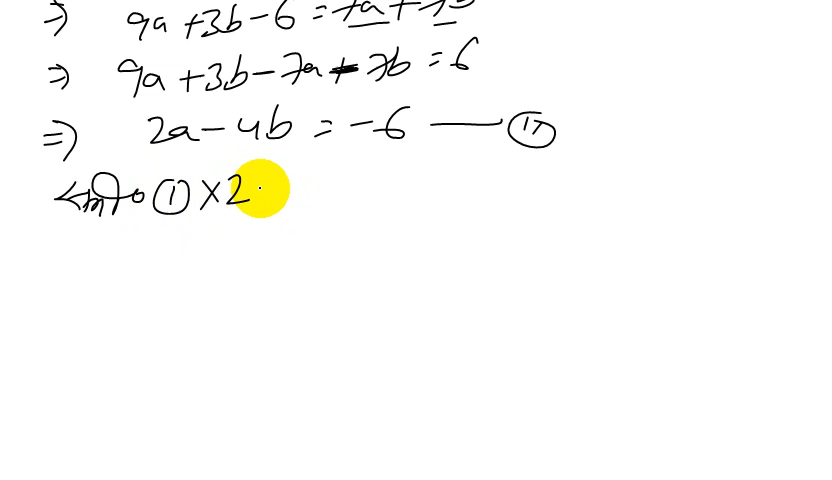 ⇒ 9a + 3b - 6 = 7a + 7b
⇒ 9a + 3b - 7a - 7b = 6
⇒ 2a - 4b = -6 —— ⓘⓘ
① × 2